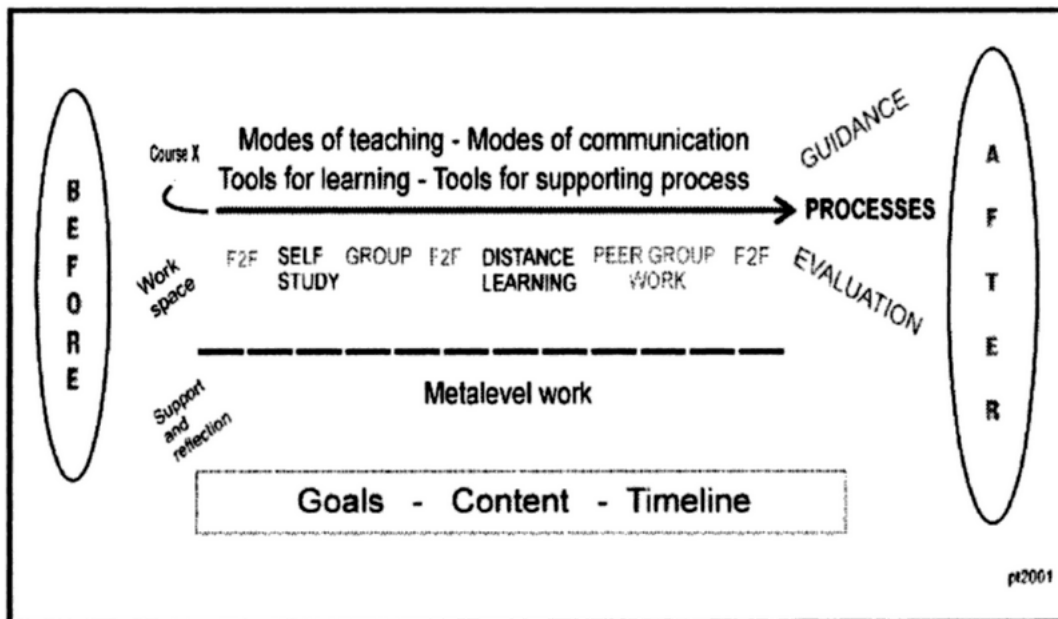 BEFORE
Course X
Modes of teaching - Modes of communication
Tools for learning - Tools for supporting process
GUIDANCE
PROCESSES
EVALUATION
Work
space
F2F SELF STUDY GROUP F2F DISTANCE LEARNING PEER GROUP WORK F2F
Support
and
reflection
Metalevel work
Goals - Content - Timeline
AFTER
pt2001